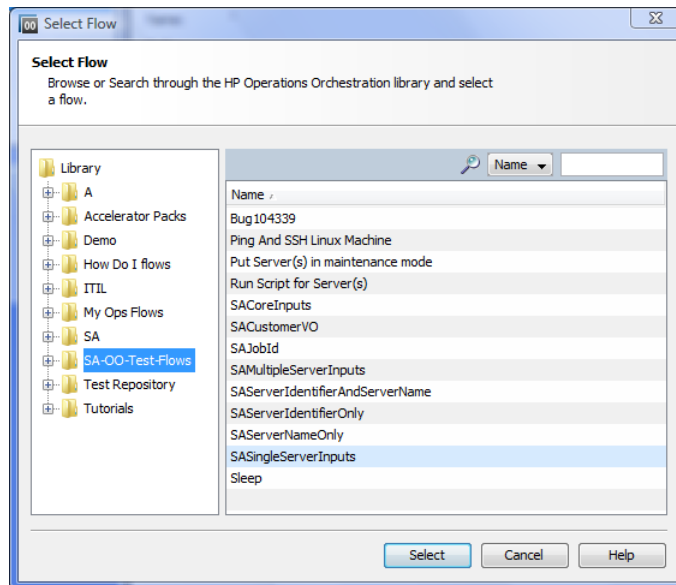 OO Select Flow
Select Flow
Browse or Search through the HP Operations Orchestration library and select
a flow.
Library
A
Accelerator Packs
Demo
How Do I flows
ITIL
My Ops Flows
SA
SA-OO-Test-Flows
Test Repository
Tutorials
Name
Name
Bug104339
Ping And SSH Linux Machine
Put Server(s) in maintenance mode
Run Script for Server(s)
SACoreInputs
SACustomerVO
SAJobId
SAMultipleServerInputs
SAServerIdentifierAndServerName
SAServerIdentifierOnly
SAServerNameOnly
SASingleServerInputs
Sleep
Select Cancel Help